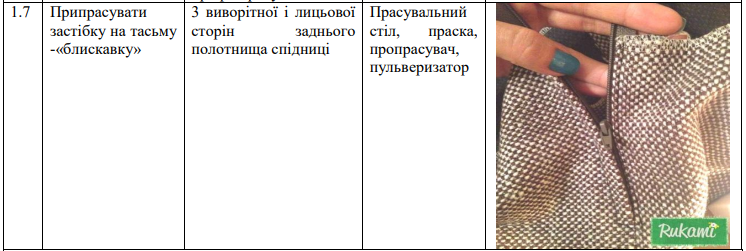 1.7
Припрасувати
застібку на тасьму
-«блискавку»
3 виворітної і лицьової
сторін заднього
полотнища спідниці
Прасувальний
стіл, праска,
пропрасувач,
пульверизатор
Rukami